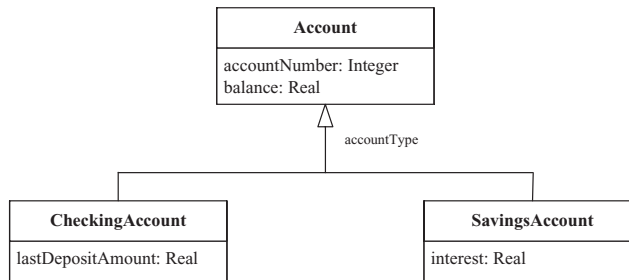 Account
accountNumber: Integer
balance: Real
accountType
CheckingAccount
lastDepositAmount: Real
SavingsAccount
interest: Real